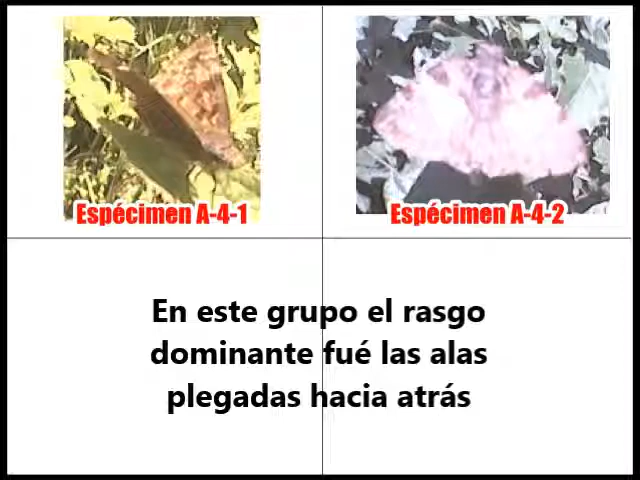 Espécimen A-4-1
Espécimen A-4-2
En este grupo el rasgo
dominante fué las alas
plegadas hacia atrás